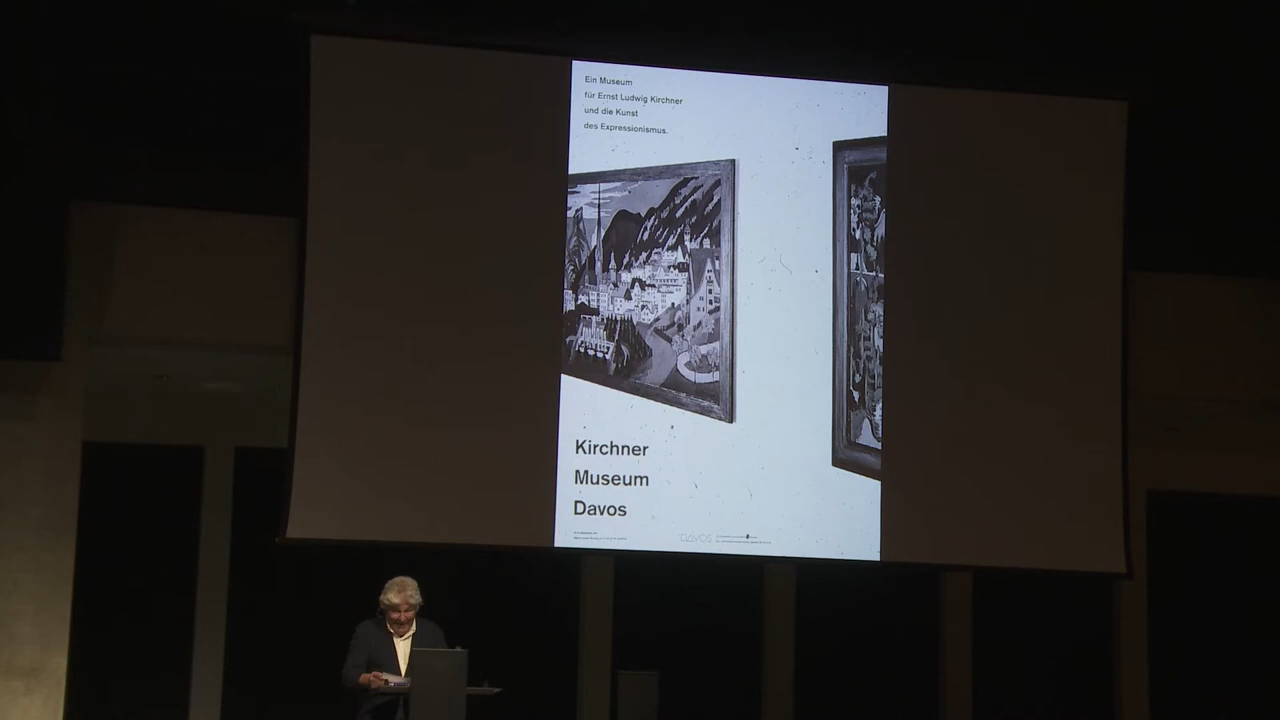 Ein Museum
für Ernst Ludwig Kirchner
und die Kunst
des Expressionismus.
Kirchner
Museum
Davos
DAVOS